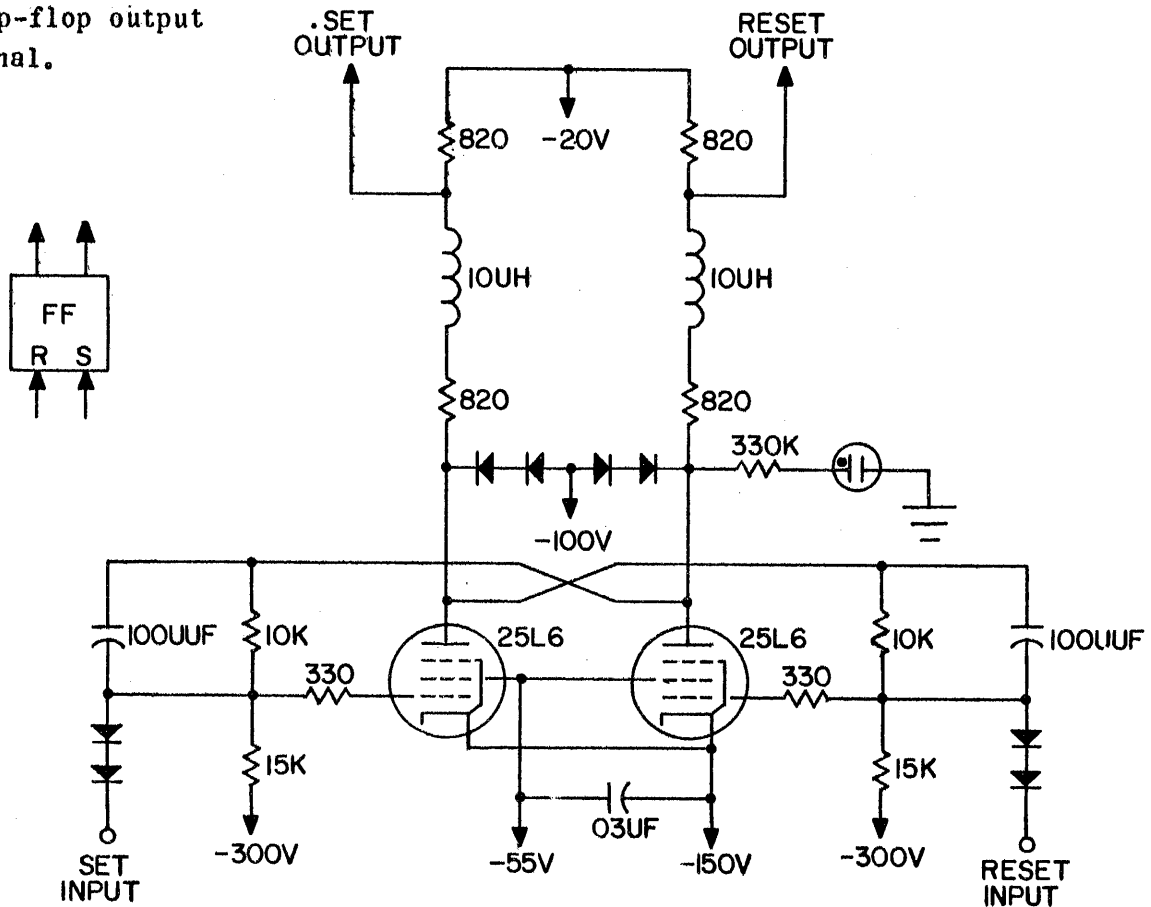 p-flop output
nal.
.SET
OUTPUT
RESET
OUTPUT
820
-20V
820
10UH
10UH
FF
R S
820
820
330K
-100V
100UUF
10K
25L6
25L6
10K
100UUF
330
330
15K
15K
03UF
-300V
-55V
-150V
-300V
SET
INPUT
RESET
INPUT